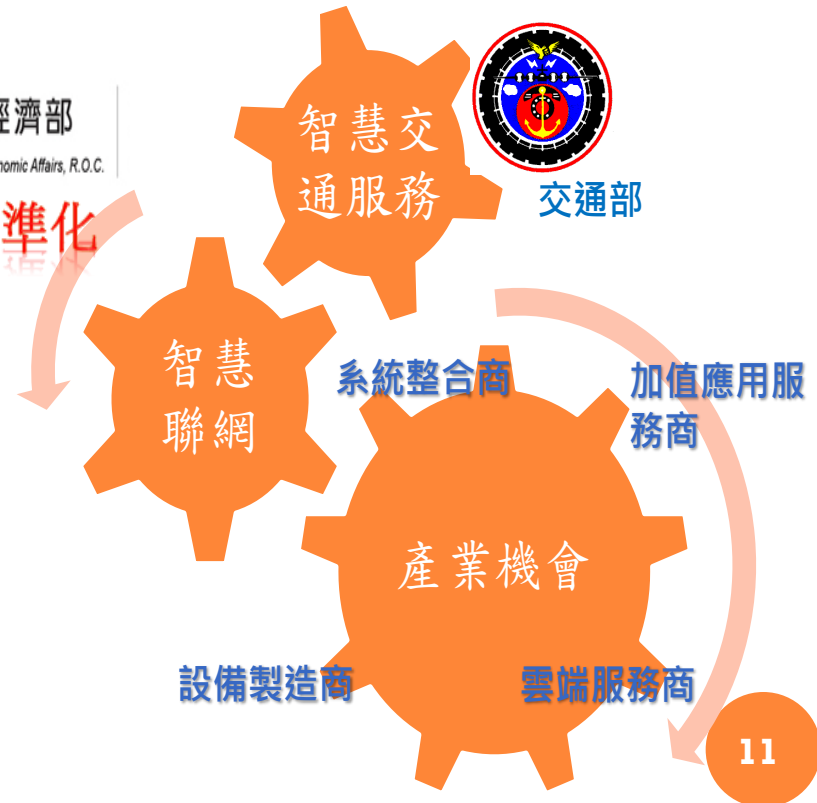 經濟部
nomic Affairs, R.O.C.
準化
智慧交
通服務
交通部
智慧
聯網
系統整合商
加值應用服
務商
產業機會
設備製造商
雲端服務商
11